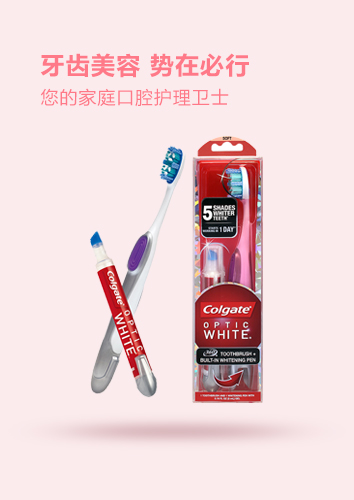 牙齿美容 势在必行
您的家庭口腔护理卫士
SOFT
5 SHADES
WHITER
TEETH
1 DAY
Colgate
OPTIC
WHITE
TOOTHBRUSH +
BUILT-IN WHITENING PEN
Colgate
OPTIC
WHITE